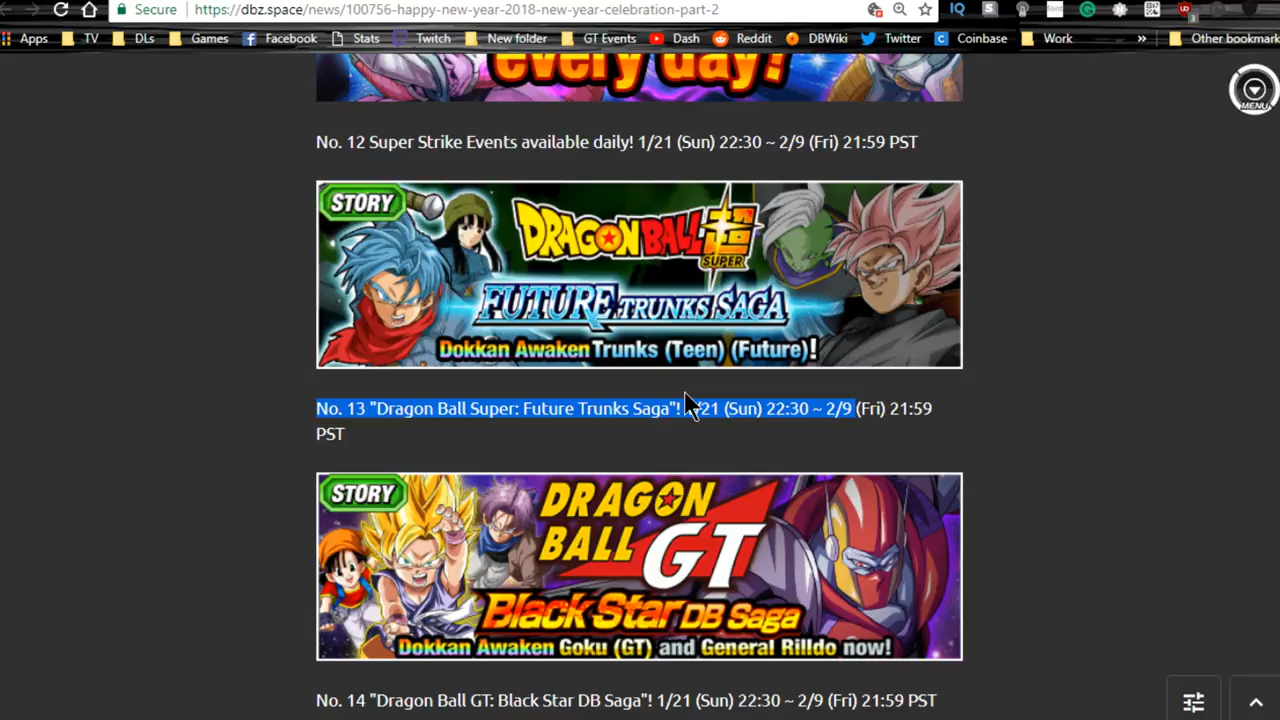 Secure
https://dbz.space/news/100756-happy-new-year-2018-new-year-celebration-part-2
IQ
Apps
TV
DLs
Games
Facebook
Stats
Twitch
New folder
GT Events
Dash
Reddit
DBWiki
Twitter
Coinbase
Work
»
Other bookmark
every day!
MENU
No. 12 Super Strike Events available daily! 1/21 (Sun) 22:30 ~ 2/9 (Fri) 21:59 PST
STORY
DRAGON BALL 超
SUPER
FUTURE TRUNKS SAGA
Dokkan Awaken Trunks (Teen) (Future)!
No. 13 "Dragon Ball Super: Future Trunks Saga"! /21 (Sun) 22:30 ~ 2/9 (Fri) 21:59
PST
STORY
DRAGON
BALL GT
Black Star DB Saga
Dokkan Awaken Goku (GT) and General Rilldo now!
No. 14 "Dragon Ball GT: Black Star DB Saga"! 1/21 (Sun) 22:30 ~ 2/9 (Fri) 21:59 PST